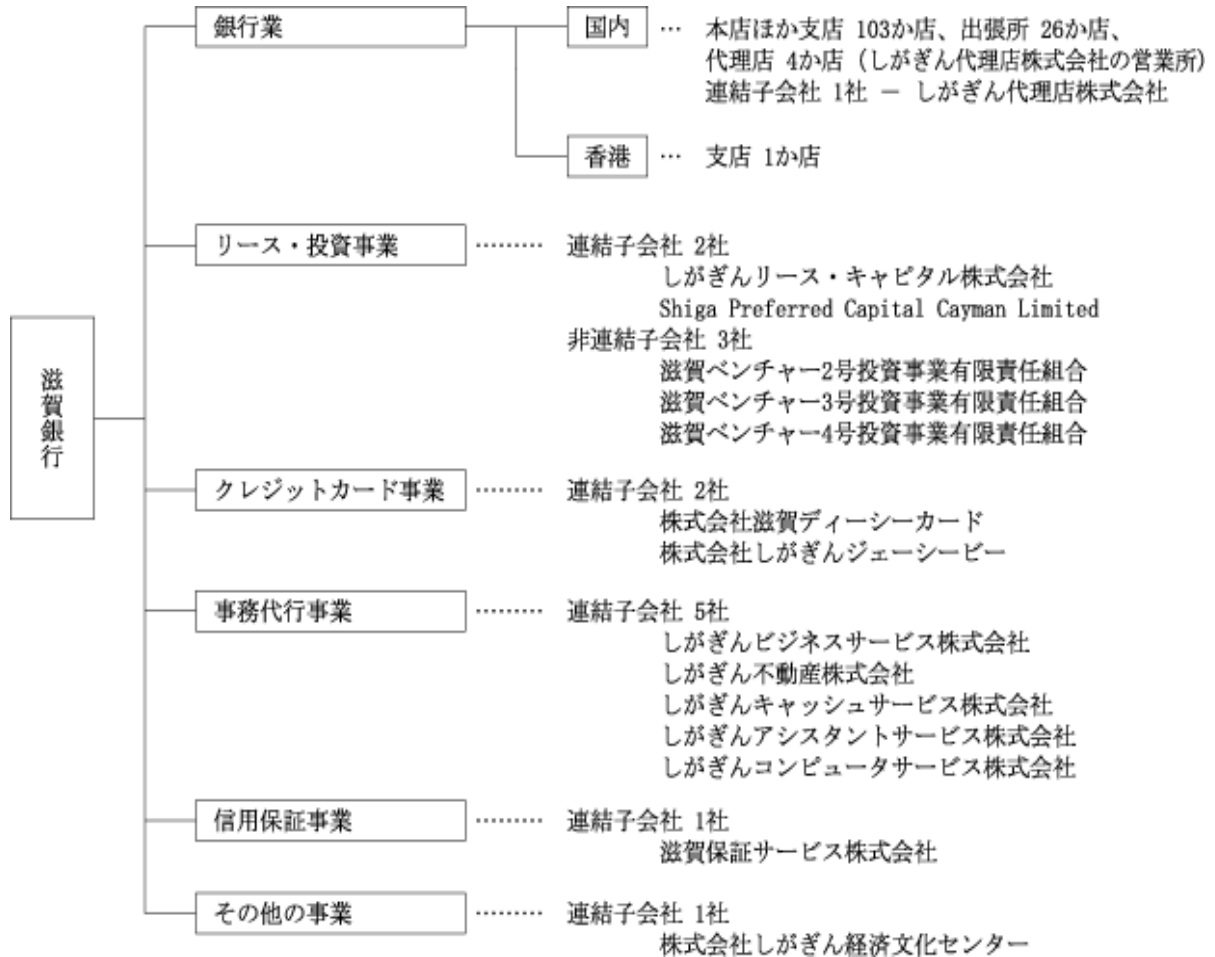 滋賀銀行
銀行業
国内 … 本店ほか支店 103か店、出張所 26か店、
代理店 4か店 (しがぎん代理店株式会社の営業所)
連結子会社 1社 － しがぎん代理店株式会社
香港 … 支店 1か店
リース・投資事業 ……… 連結子会社 2社
しがぎんリース・キャピタル株式会社
Shiga Preferred Capital Cayman Limited
非連結子会社 3社
滋賀ベンチャー2号投資事業有限責任組合
滋賀ベンチャー3号投資事業有限責任組合
滋賀ベンチャー4号投資事業有限責任組合
クレジットカード事業 ……… 連結子会社 2社
株式会社滋賀ディーシーカード
株式会社しがぎんジェーシービー
事務代行事業 ……… 連結子会社 5社
しがぎんビジネスサービス株式会社
しがぎん不動産株式会社
しがぎんキャッシュサービス株式会社
しがぎんアシスタントサービス株式会社
しがぎんコンピュータサービス株式会社
信用保証事業 ……… 連結子会社 1社
滋賀保証サービス株式会社
その他の事業 ……… 連結子会社 1社
株式会社しがぎん経済文化センター